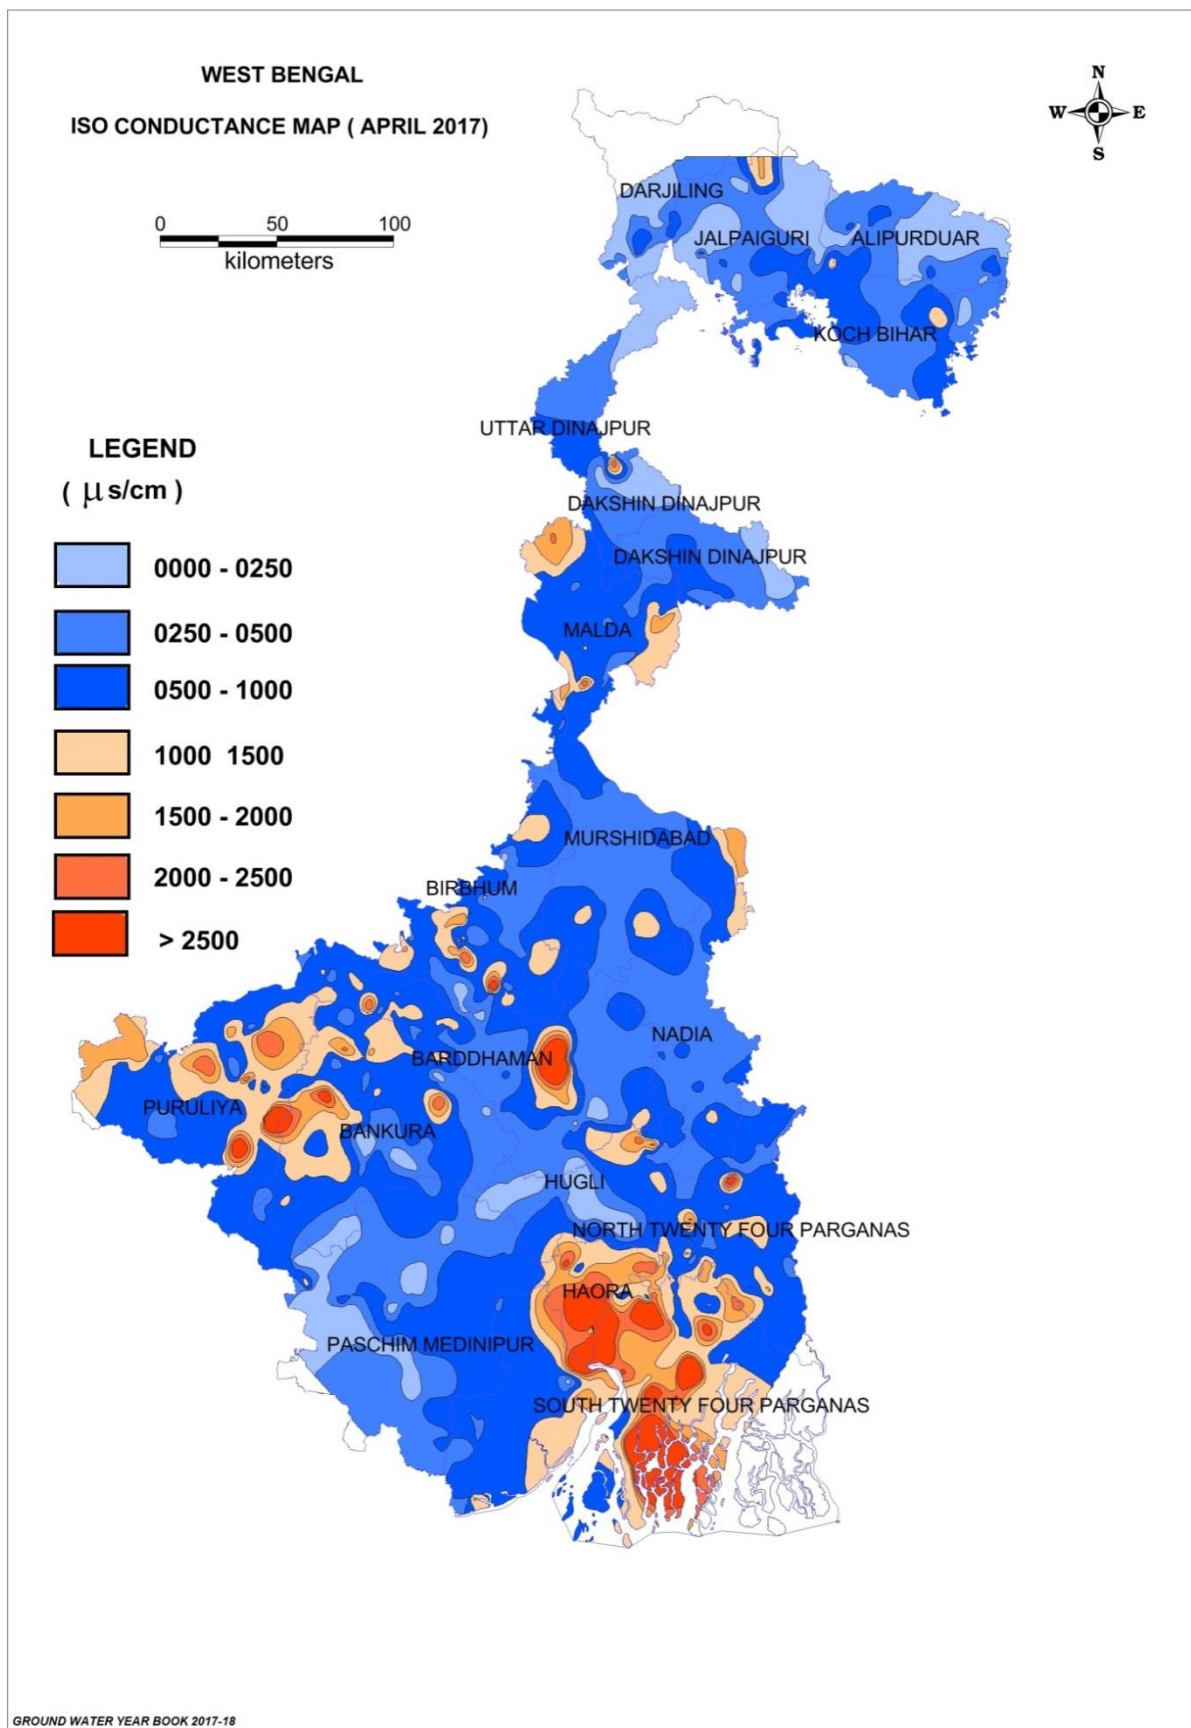 WEST BENGAL
ISO CONDUCTANCE MAP ( APRIL 2017)
N
W E
S
0 50 100
kilometers
DARJILING
JALPAIGURI
ALIPURDUAR
KOCH BIHAR
UTTAR DINAJPUR
LEGEND
( μ s/cm )
DAKSHIN DINAJPUR
DAKSHIN DINAJPUR
0000 - 0250
0250 - 0500
MALDA
0500 - 1000
1000 1500
1500 - 2000
MURSHIDABAD
2000 - 2500
BIRBHUM
> 2500
NADIA
BARDDHAMAN
PURULIYA
BANKURA
HUGLI
NORTH TWENTY FOUR PARGANAS
HAORA
PASCHIM MEDINIPUR
SOUTH TWENTY FOUR PARGANAS
GROUND WATER YEAR BOOK 2017-18